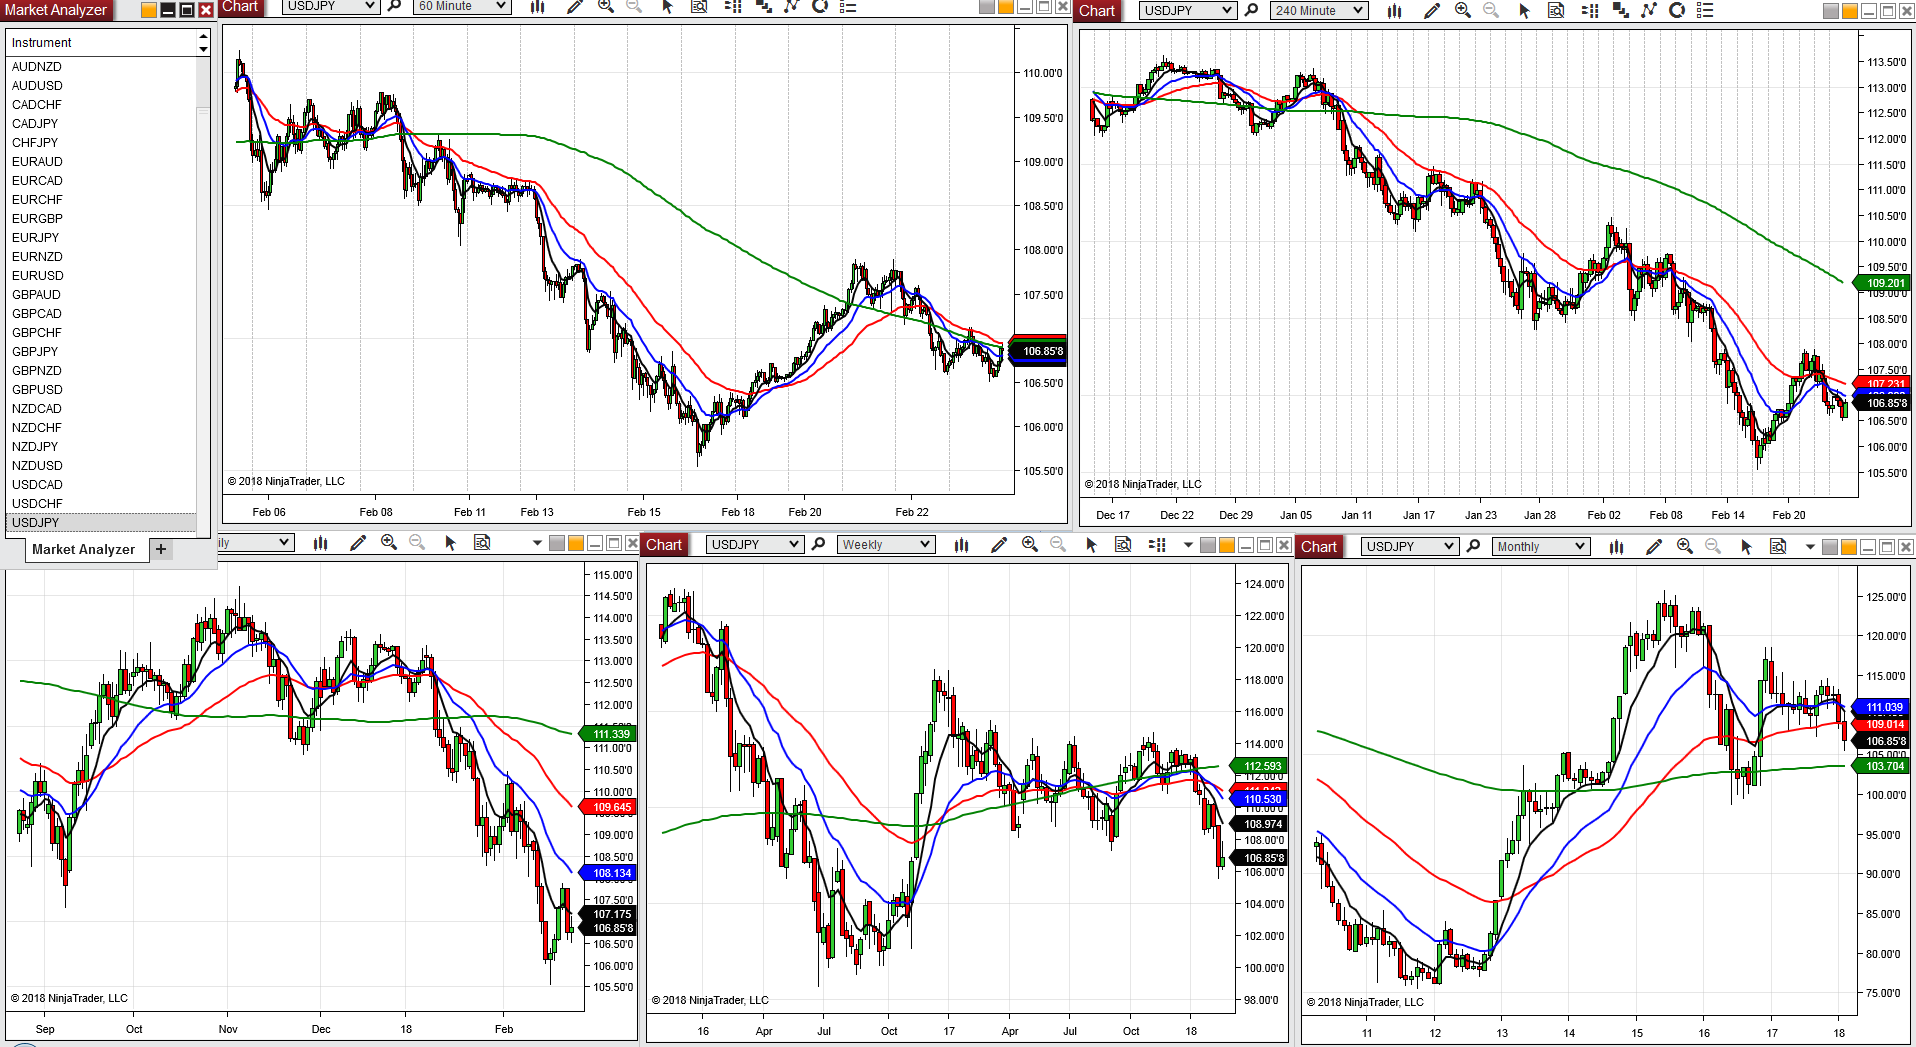 Market Analyzer
Instrument
AUDNZD
AUDUSD
CADCHF
CADJPY
CHFJPY
EURAUD
EURCAD
EURCHF
EURGBP
EURJPY
EURNZD
EURUSD
GBPAUD
GBPCAD
GBPCHF
GBPJPY
GBPNZD
GBPUSD
NZDCAD
NZDCHF
NZDJPY
NZDUSD
USDCAD
USDCHF
USDJPY
Market Analyzer +
Chart USDJPY 60 Minute
110.00'0
109.50'0
109.00'0
108.50'0
108.00'0
107.50'0
106.85'8
106.50'0
106.00'0
105.50'0
© 2018 NinjaTrader, LLC
Feb 06 Feb 08 Feb 11 Feb 13 Feb 15 Feb 18 Feb 20 Feb 22
Chart USDJPY 240 Minute
113.50'0
113.00'0
112.50'0
112.00'0
111.50'0
111.00'0
110.50'0
110.00'0
109.50'0
109.201
109.00'0
108.50'0
108.00'0
107.50'0
107.231
106.85'8
106.50'0
106.00'0
105.50'0
© 2018 NinjaTrader, LLC
Dec 17 Dec 22 Dec 29 Jan 05 Jan 11 Jan 17 Jan 23 Jan 28 Feb 02 Feb 08 Feb 14 Feb 20
ily
115.00'0
114.50'0
114.00'0
113.50'0
113.00'0
112.50'0
112.00'0
111.339
111.00'0
110.50'0
110.00'0
109.645
109.00'0
108.50'0
108.134
107.50'0
107.175
106.85'8
106.50'0
106.00'0
105.50'0
© 2018 NinjaTrader, LLC
Sep Oct Nov Dec 18 Feb
Chart USDJPY Weekly
124.00'0
122.00'0
120.00'0
118.00'0
116.00'0
114.00'0
112.593
112.00'0
110.530
110.00'0
108.974
108.00'0
106.85'8
106.00'0
104.00'0
102.00'0
100.00'0
98.00'0
© 2018 NinjaTrader, LLC
16 Apr Jul Oct 17 Apr Jul Oct 18
Chart USDJPY Monthly
125.00'0
120.00'0
115.00'0
111.039
109.014
106.85'8
105.00'0
103.704
100.00'0
95.00'0
90.00'0
85.00'0
80.00'0
75.00'0
© 2018 NinjaTrader, LLC
11 12 13 14 15 16 17 18